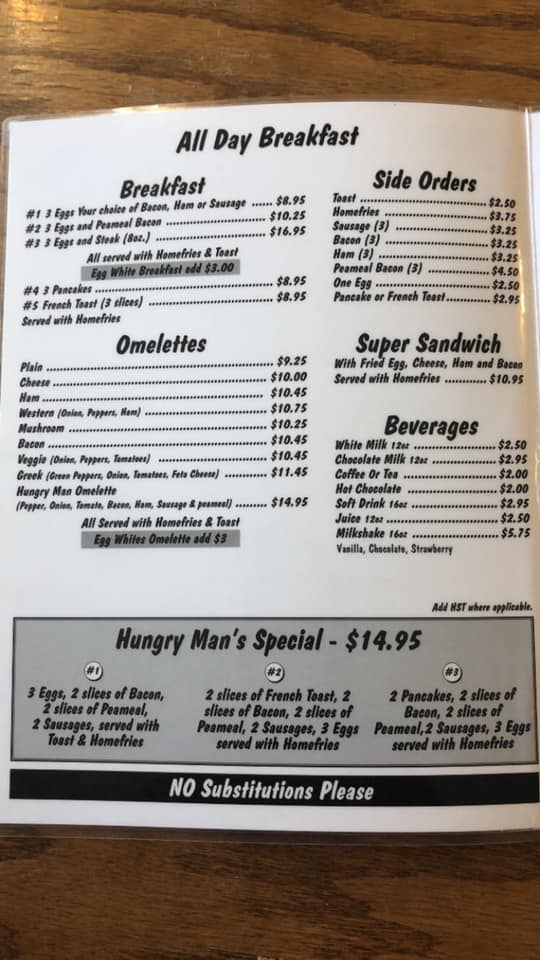 All Day Breakfast
Breakfast
#1 3 Eggs Your choice of Bacon, Ham or Sausage ...... $8.95
#2 3 Eggs and Peameal Bacon ...... $10.25
#3 3 Eggs and Steak (8oz.) ...... $16.95
All served with Homefries & Toast
Egg White Breakfast add $3.00
#4 3 Pancakes ...... $8.95
#5 French Toast (3 slices) ...... $8.95
Served with Homefries
Omelettes
Plain ...... $9.25
Cheese ...... $10.00
Ham ...... $10.45
Western (Onion, Peppers, Ham) ...... $10.75
Mushroom ...... $10.25
Bacon ...... $10.45
Veggie (Onion, Peppers, Tomatoes) ...... $10.45
Greek (Green Peppers, Onion, Tomatoes, Feta Cheese) ...... $11.45
Hungry Man Omelette
(Pepper, Onion, Tomato, Bacon, Ham, Sausage & peameal) ...... $14.95
All Served with Homefries & Toast
Egg Whites Omelette add $3
Side Orders
Toast ...... $2.50
Homefries ...... $3.75
Sausage (3) ...... $3.25
Bacon (3) ...... $3.25
Ham (3) ...... $3.25
Peameal Bacon (3) ...... $4.50
One Egg ...... $2.50
Pancake or French Toast ...... $2.95
Super Sandwich
With Fried Egg, Cheese, Ham and Bacon
Served with Homefries ...... $10.95
Beverages
White Milk 12oz ...... $2.50
Chocolate Milk 12oz ...... $2.95
Coffee Or Tea ...... $2.00
Hot Chocolate ...... $2.00
Soft Drink 16oz ...... $2.95
Juice 12oz ...... $2.50
Milkshake 16oz ...... $5.75
Vanilla, Chocolate, Strawberry
Add HST where applicable.
Hungry Man's Special - $14.95
#1
3 Eggs, 2 slices of Bacon,
2 slices of Peameal,
2 Sausages, served with
Toast & Homefries
#2
2 slices of French Toast, 2
slices of Bacon, 2 slices of
Peameal, 2 Sausages, 3 Eggs
served with Homefries
#3
2 Pancakes, 2 slices of
Bacon, 2 slices of
Peameal,2 Sausages, 3 Eggs
served with Homefries
NO Substitutions Please